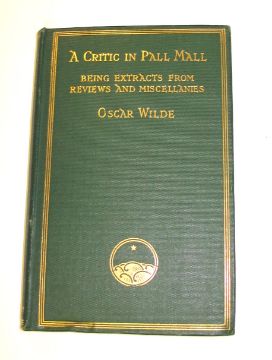 A Critic in Pall Mall
Being Extracts from
Reviews and Miscellanies
Oscar Wilde